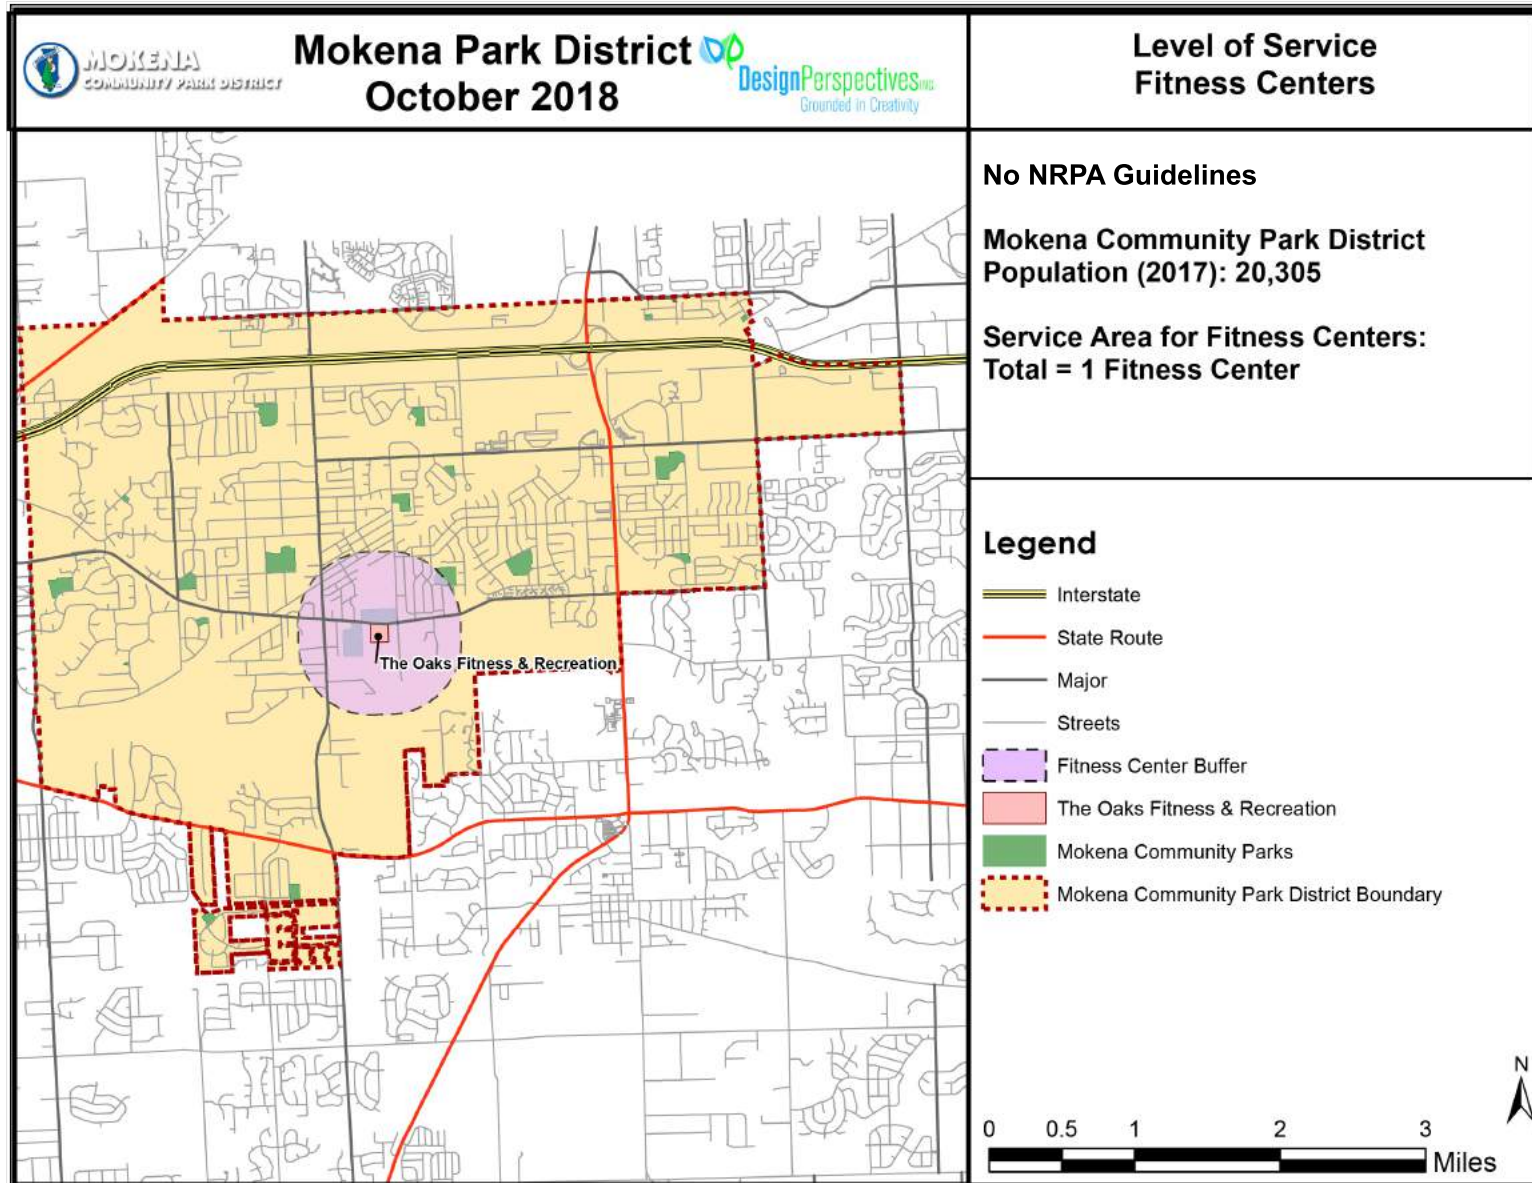 MOKENA
COMMUNITY PARK DISTRICT
Mokena Park District
October 2018
DesignPerspectives INC
Grounded in Creativity
Level of Service
Fitness Centers
No NRPA Guidelines
Mokena Community Park District
Population (2017): 20,305
Service Area for Fitness Centers:
Total = 1 Fitness Center
The Oaks Fitness & Recreation
Legend
Interstate
State Route
Major
Streets
Fitness Center Buffer
The Oaks Fitness & Recreation
Mokena Community Parks
Mokena Community Park District Boundary
N
0 0.5 1 2 3
Miles